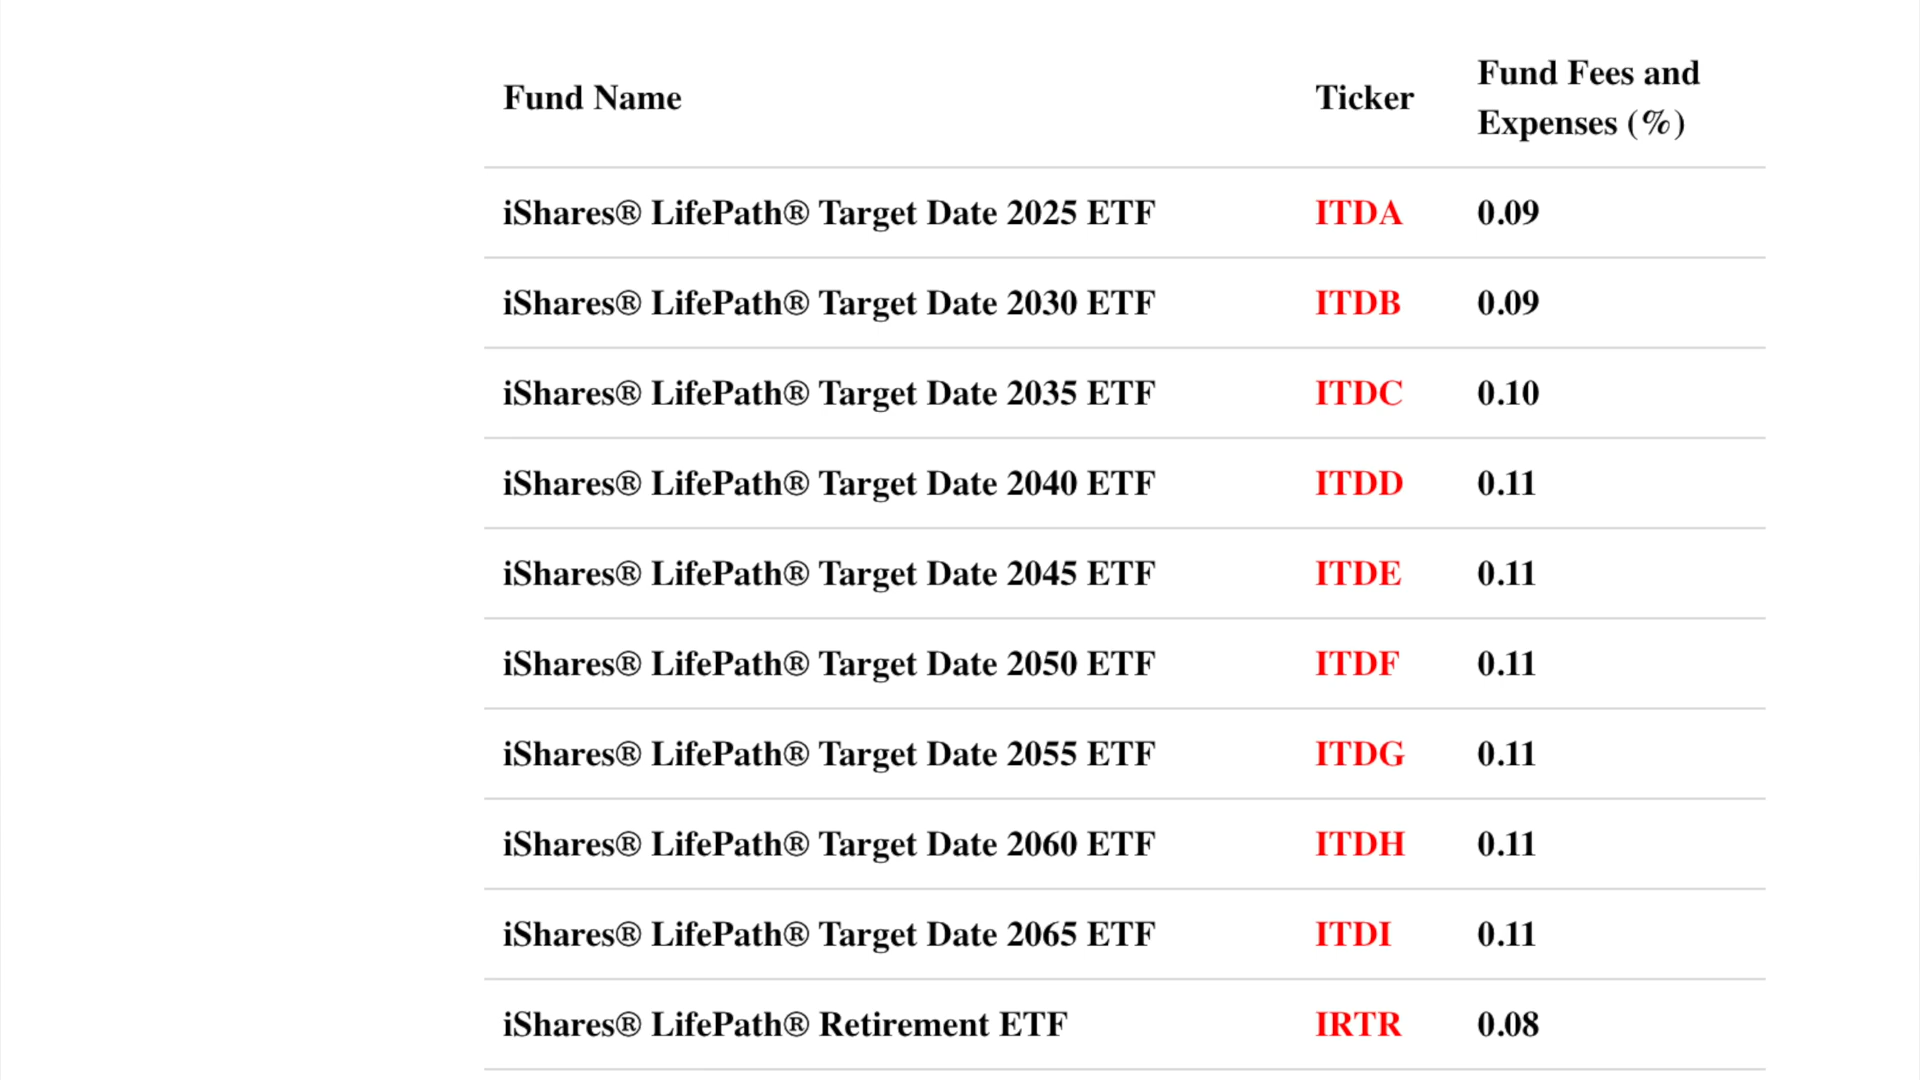 Fund Name Ticker Fund Fees and
Expenses (%)
iShares® LifePath® Target Date 2025 ETF ITDA 0.09
iShares® LifePath® Target Date 2030 ETF ITDB 0.09
iShares® LifePath® Target Date 2035 ETF ITDC 0.10
iShares® LifePath® Target Date 2040 ETF ITDD 0.11
iShares® LifePath® Target Date 2045 ETF ITDE 0.11
iShares® LifePath® Target Date 2050 ETF ITDF 0.11
iShares® LifePath® Target Date 2055 ETF ITDG 0.11
iShares® LifePath® Target Date 2060 ETF ITDH 0.11
iShares® LifePath® Target Date 2065 ETF ITDI 0.11
iShares® LifePath® Retirement ETF IRTR 0.08